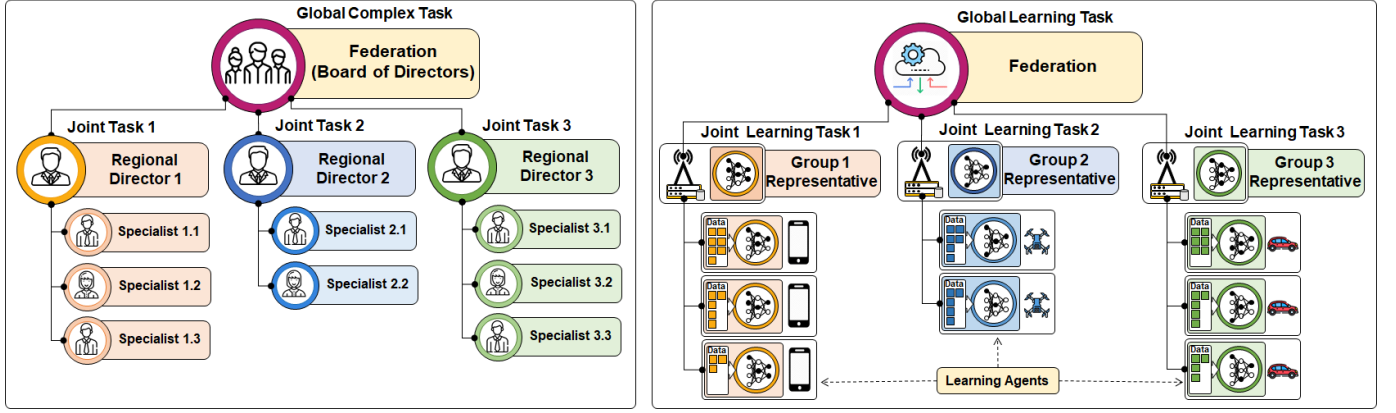 Global Complex Task
Federation
(Board of Directors)
Joint Task 1
Joint Task 2
Joint Task 3
Regional
Director 1
Regional
Director 2
Regional
Director 3
Specialist 1.1
Specialist 1.2
Specialist 1.3
Specialist 2.1
Specialist 2.2
Specialist 3.1
Specialist 3.2
Specialist 3.3
Global Learning Task
Federation
Joint Learning Task 1
Joint Learning Task 2
Joint Learning Task 3
Group 1
Representative
Group 2
Representative
Group 3
Representative
Data
Data
Data
Data
Data
Data
Data
Data
Learning Agents